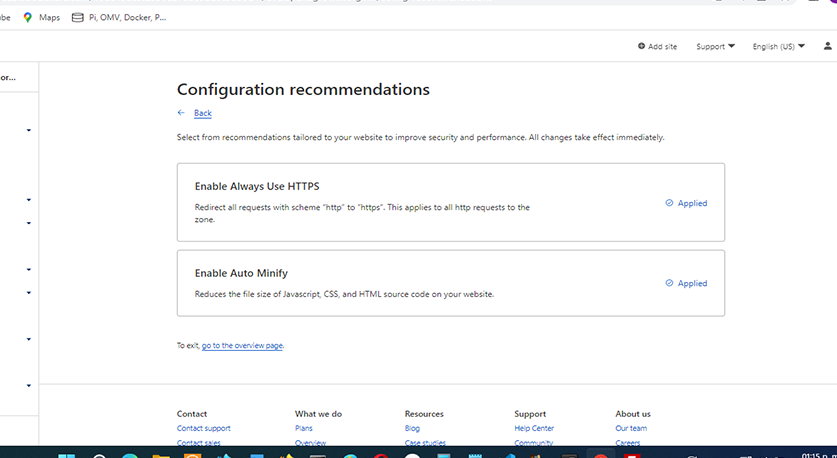 be Maps Pi, OMV, Docker, P...
Add site Support English (US)
or...
Configuration recommendations
← Back
Select from recommendations tailored to your website to improve security and performance. All changes take effect immediately.
Enable Always Use HTTPS
Redirect all requests with scheme “http” to “https”. This applies to all http requests to the
zone.
Applied
Enable Auto Minify
Reduces the file size of Javascript, CSS, and HTML source code on your website.
Applied
To exit, go to the overview page.
Contact What we do Resources Support About us
Contact support Plans Blog Help Center Our team
Contact sales Overview Case studies Community Careers
01:15 p.